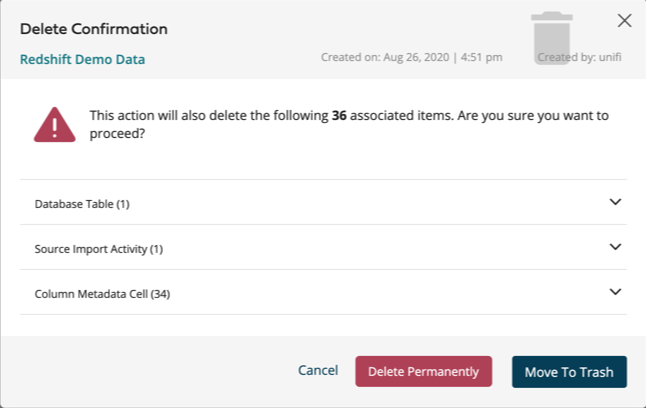 Delete Confirmation
Redshift Demo Data
Created on: Aug 26, 2020 | 4:51 pm
Created by: unifi
This action will also delete the following 36 associated items. Are you sure you want to
proceed?
Database Table (1)
Source Import Activity (1)
Column Metadata Cell (34)
Cancel
Delete Permanently
Move To Trash